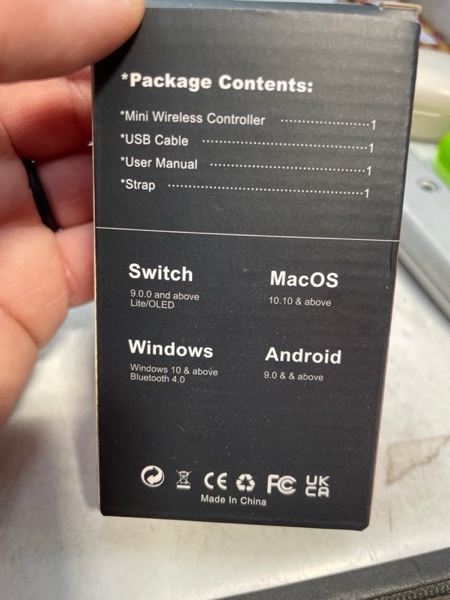 *Package Contents:
*Mini Wireless Controller ....................1
*USB Cable ......................................1
*User Manual ...................................1
*Strap .............................................1
Switch
9.0.0 and above
Lite/OLED
MacOS
10.10 & above
Windows
Windows 10 & above
Bluetooth 4.0
Android
9.0 & & above
CE FC UK
CA
Made In China